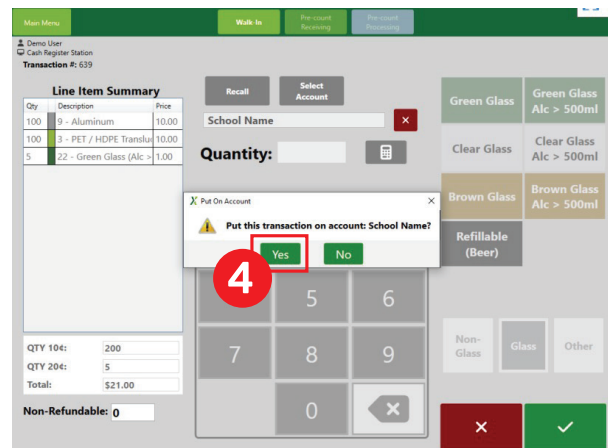 Main Menu
Walk-In
Pre-count
Receiving
Pre-count
Processing
Demo User
Cash Register Station
Transaction #: 639
Line Item Summary
Qty Description Price
100 9 - Aluminum 10.00
100 3 - PET / HDPE Translu 10.00
5 22 - Green Glass (Alc > 1.00
Recall
Select
Account
School Name
Quantity:
Green Glass
Green Glass
Alc > 500ml
Clear Glass
Clear Glass
Alc > 500ml
Brown Glass
Brown Glass
Alc > 500ml
Refillable
(Beer)
Put On Account
Put this transaction on account: School Name?
Yes No
4
5 6
7 8 9
0
Non-
Glass
Glass
Other
QTY 10¢: 200
QTY 20¢: 5
Total: $21.00
Non-Refundable: 0